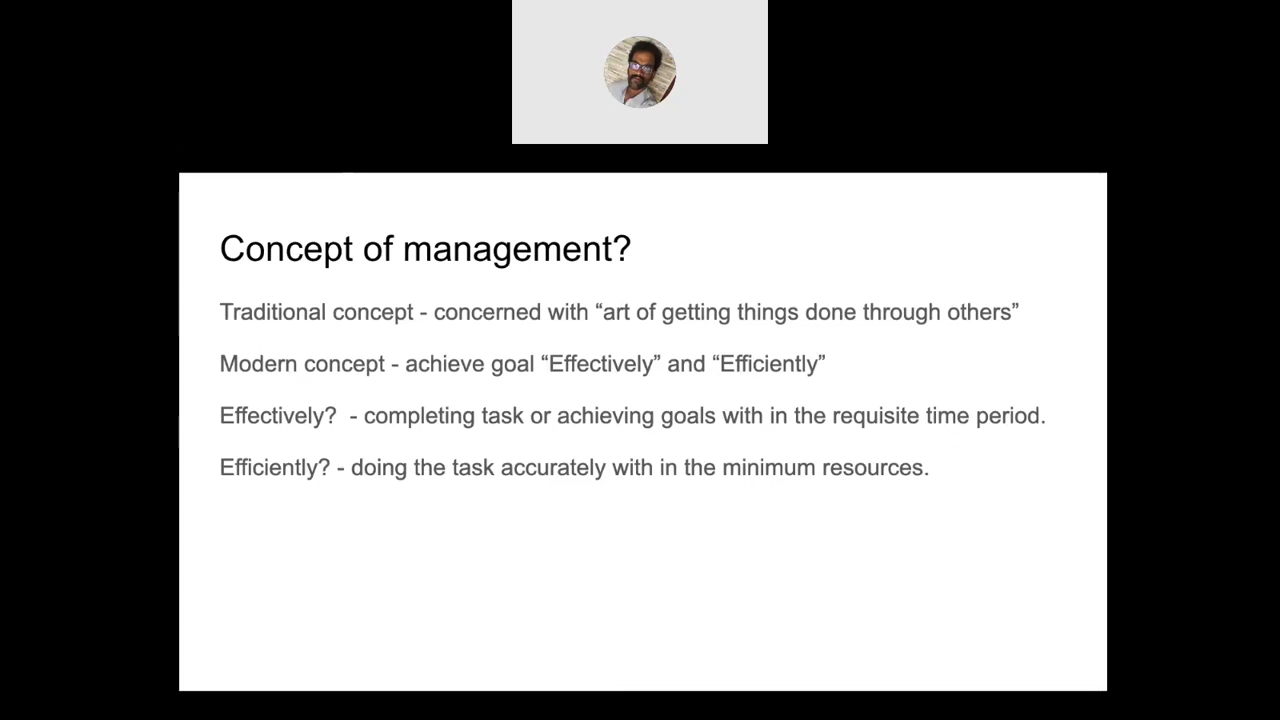 Concept of management?
Traditional concept - concerned with “art of getting things done through others”
Modern concept - achieve goal “Effectively” and “Efficiently”
Effectively?  - completing task or achieving goals with in the requisite time period.
Efficiently? - doing the task accurately with in the minimum resources.